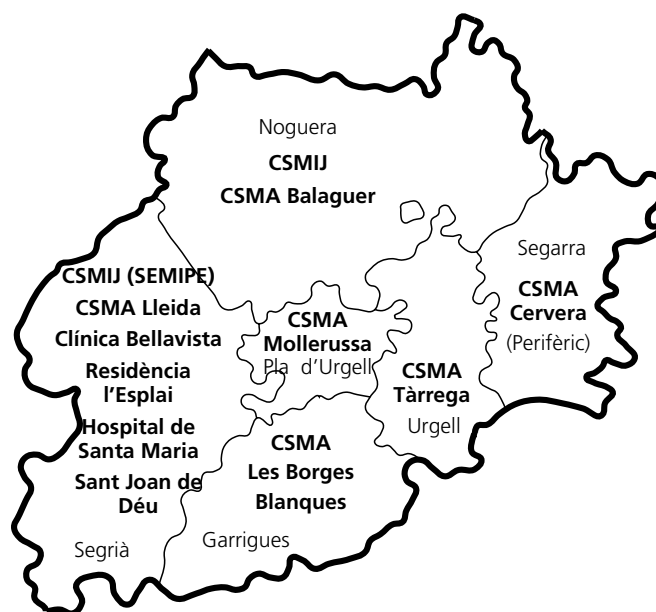 Noguera
CSMIJ
CSMA Balaguer
Segarra
CSMA
Cervera
(Perifèric)
CSMIJ (SEMIPE)
CSMA Lleida
Clínica Bellavista
Residència
l’Esplai
Hospital de
Santa Maria
Sant Joan de
Déu
Segrià
CSMA
Mollerussa
Pla d’Urgell
CSMA
Tàrrega
Urgell
CSMA
Les Borges
Blanques
Garrigues